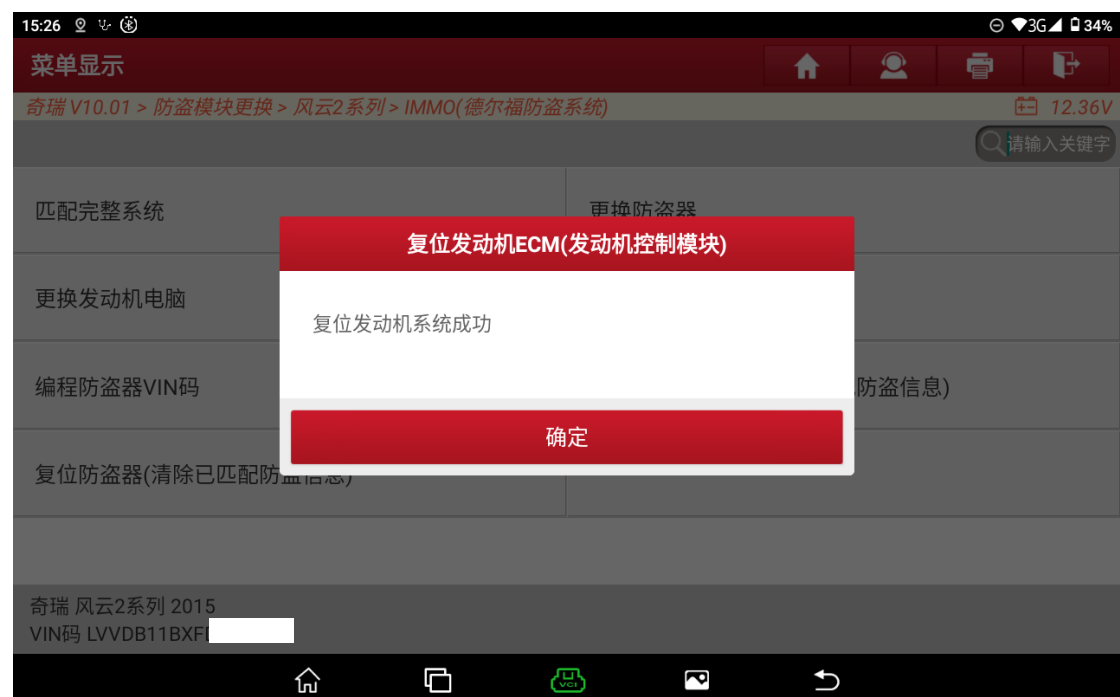 15:26 3G 34%
菜单显示
奇瑞 V10.01 > 防盗模块更换 > 风云2系列 > IMMO(德尔福防盗系统) 12.36V
请输入关键字
匹配完整系统 更换防盗器
复位发动机ECM(发动机控制模块)
更换发动机电脑
复位发动机系统成功
编程防盗器VIN码 防盗信息)
确定
复位防盗器(清除已匹配防盗信息)
奇瑞 风云2系列 2015
VIN码 LVVDB11BXF
VCI